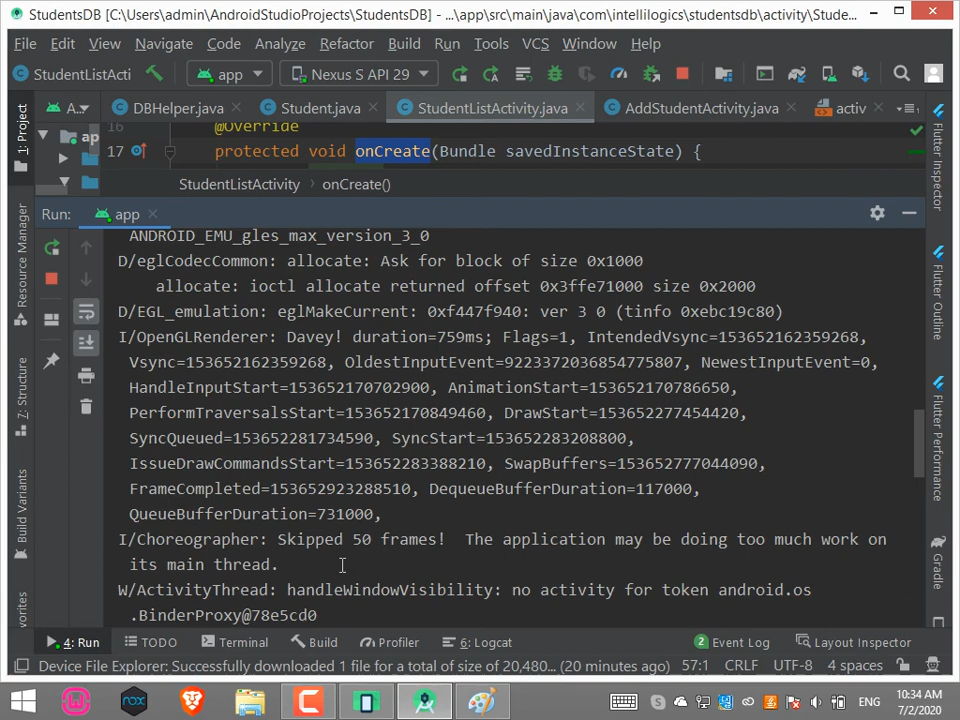 StudentsDB [C:\Users\admin\AndroidStudioProjects\StudentsDB] - ...\app\src\main\java\com\intellilogics\studentsdb\activity\Stude...
File Edit View Navigate Code Analyze Refactor Build Run Tools VCS Window Help
StudentListActi app Nexus S API 29
1: Project
A... DBHelper.java Student.java StudentListActivity.java AddStudentActivity.java activ
ap
16 @Override
17 protected void onCreate(Bundle savedInstanceState) {
StudentListActivity › onCreate()
Run: app
ANDROID_EMU_gles_max_version_3_0
D/eglCodecCommon: allocate: Ask for block of size 0x1000
allocate: ioctl allocate returned offset 0x3ffe71000 size 0x2000
D/EGL_emulation: eglMakeCurrent: 0xf447f940: ver 3 0 (tinfo 0xebc19c80)
I/OpenGLRenderer: Davey! duration=759ms; Flags=1, IntendedVsync=153652162359268,
Vsync=153652162359268, OldestInputEvent=9223372036854775807, NewestInputEvent=0,
HandleInputStart=153652170702900, AnimationStart=153652170786650,
PerformTraversalsStart=153652170849460, DrawStart=153652277454420,
SyncQueued=153652281734590, SyncStart=153652283208800,
IssueDrawCommandsStart=153652283388210, SwapBuffers=153652777044090,
FrameCompleted=153652923288510, DequeueBufferDuration=117000,
QueueBufferDuration=731000,
I/Choreographer: Skipped 50 frames!  The application may be doing too much work on
its main thread.
W/ActivityThread: handleWindowVisibility: no activity for token android.os
.BinderProxy@78e5cd0
Resource Manager
7: Structure
Build Variants
vorites
Flutter Inspector
Flutter Outline
Flutter Performance
Gradle
4: Run TODO Terminal Build Profiler 6: Logcat 2 Event Log Layout Inspector
Device File Explorer: Successfully downloaded 1 file for a total of size 20,480... (20 minutes ago) 57:1 CRLF UTF-8 4 spaces
nox
ENG
10:34 AM
7/2/2020